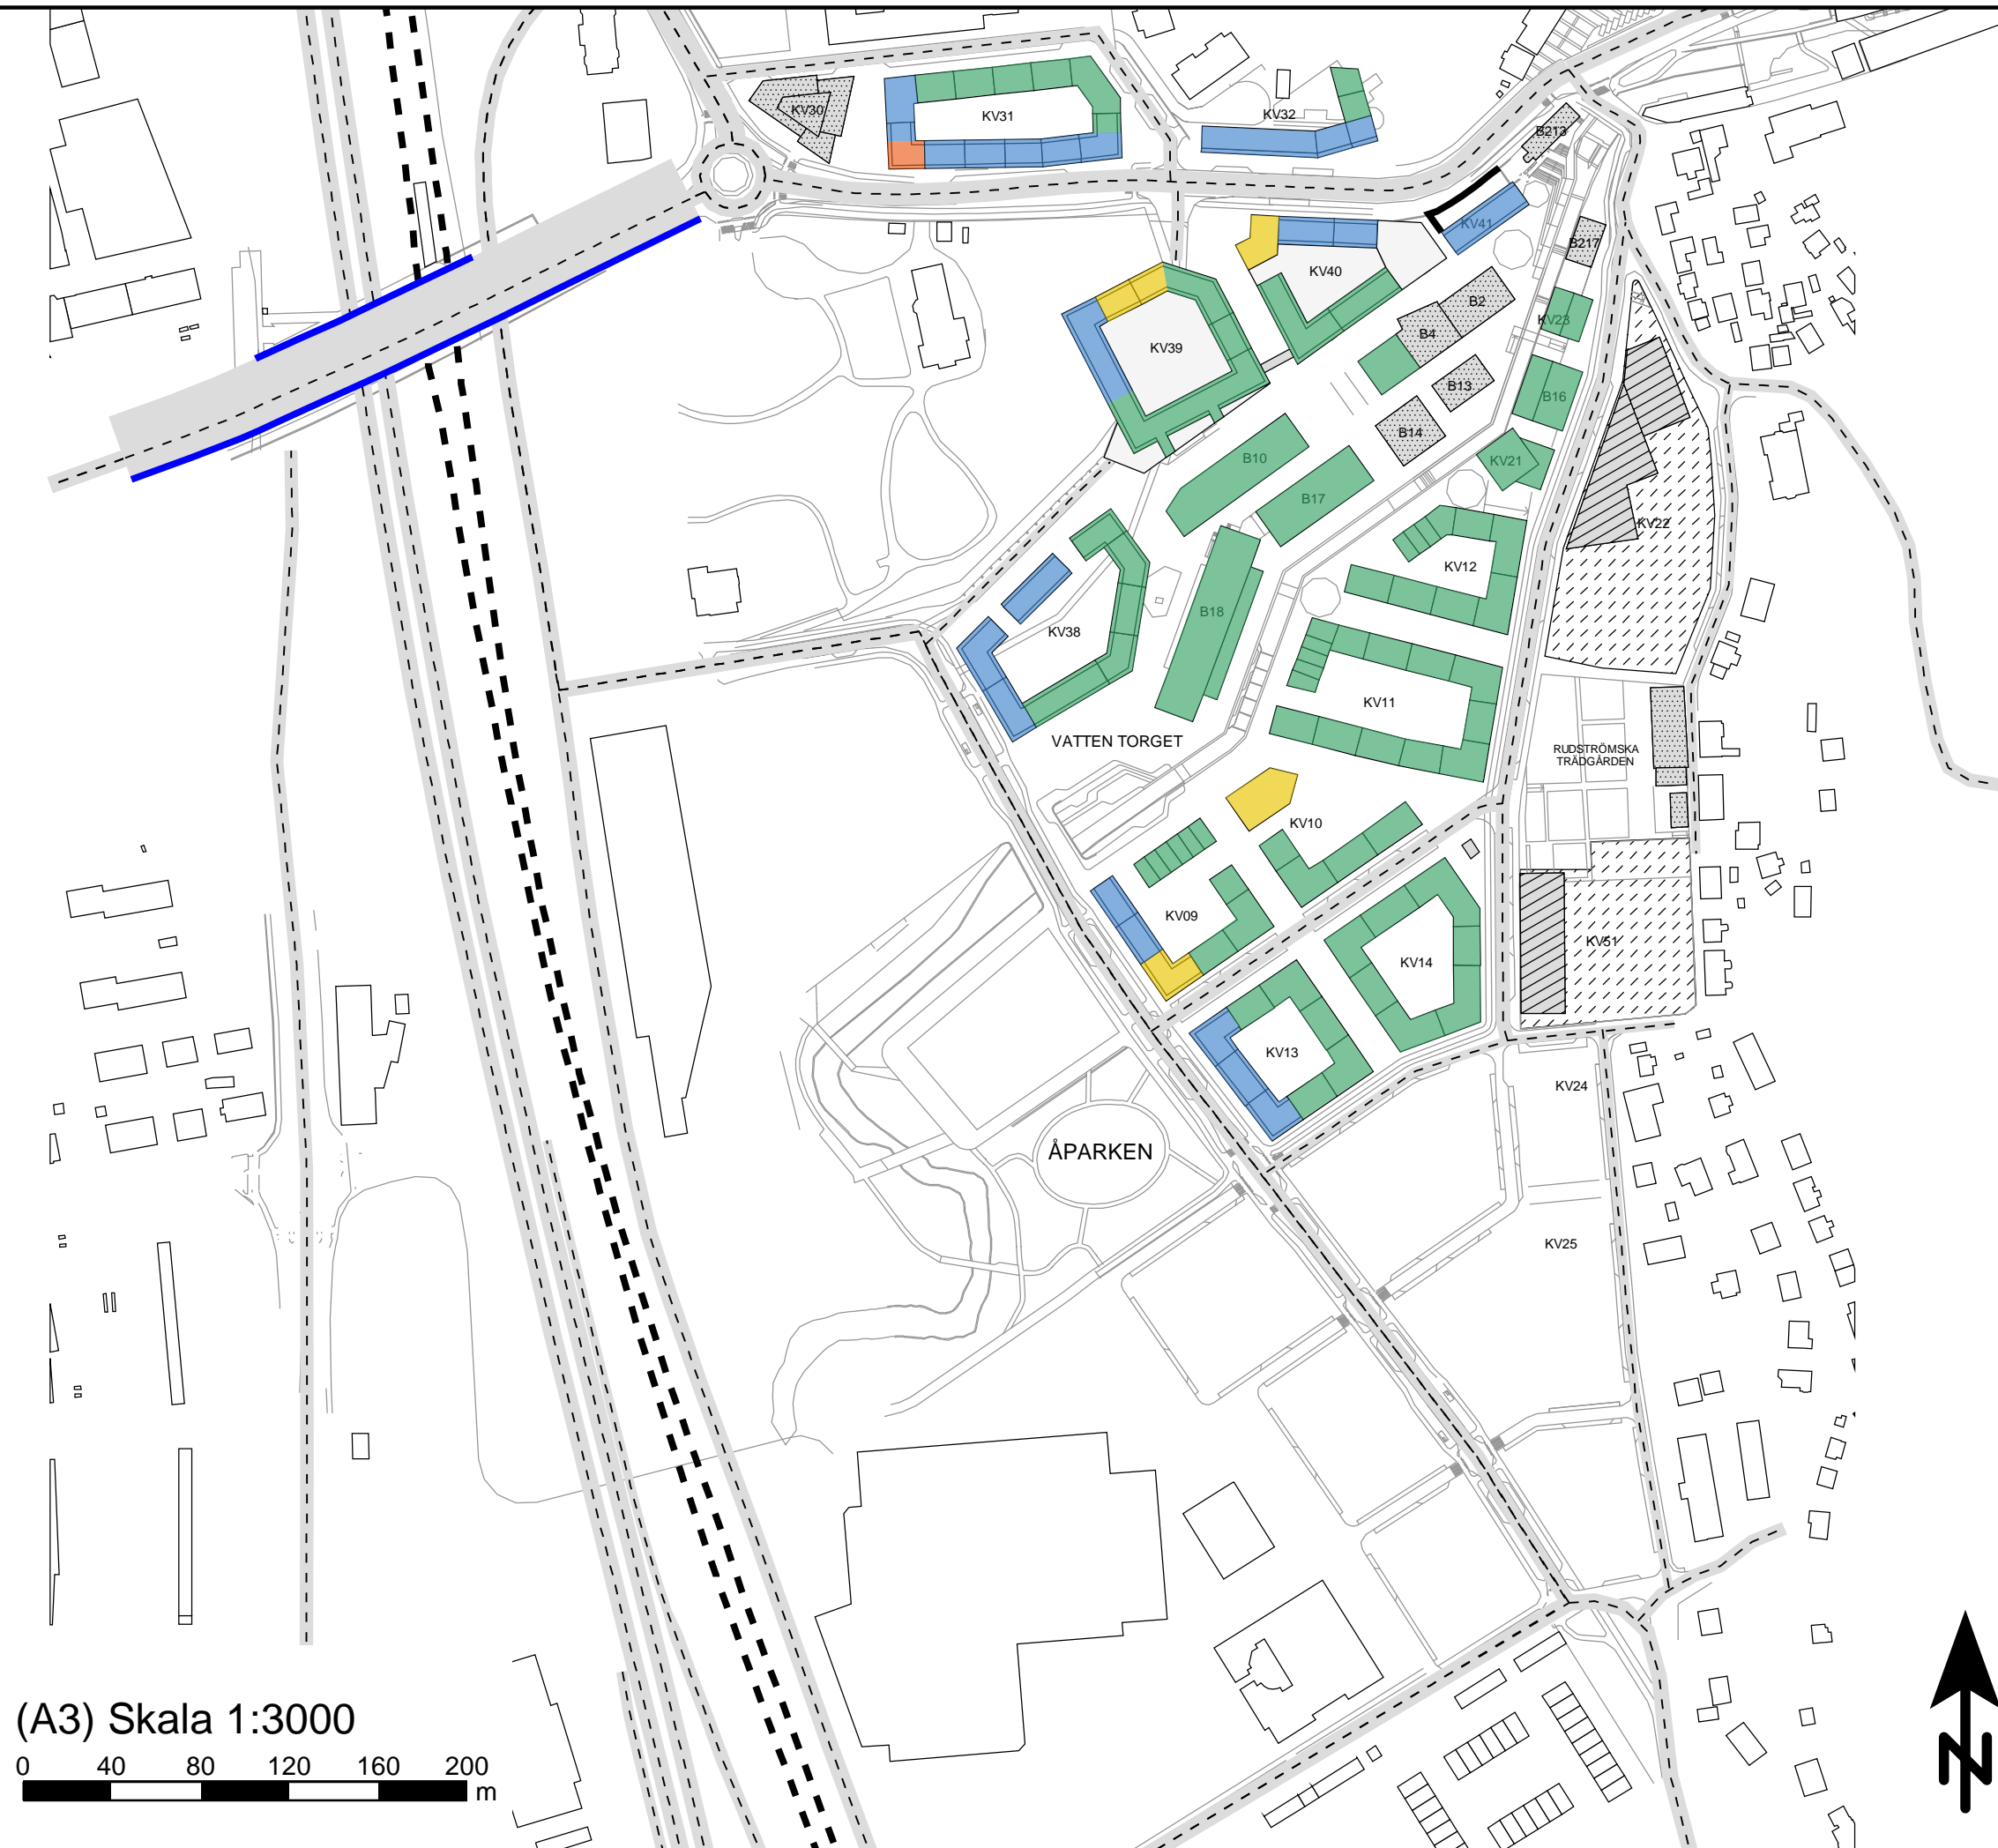 KV30
KV31
KV32
B213
KV41
B217
KV40
B2
KV23
B4
KV39
B13
B16
B14
B10
KV21
B17
KV22
KV12
B18
KV38
KV11
VATTEN TORGET
RUDSTRÖMSKA
TRÄDGÅRDEN
KV10
KV09
KV51
KV14
KV13
KV24
ÅPARKEN
KV25
(A3) Skala 1:3000
0 40 80 120 160 200
m
N